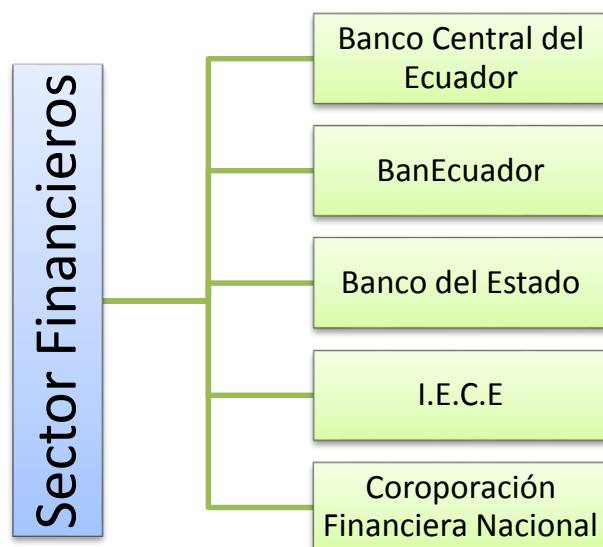 Sector Financieros
Banco Central del
Ecuador
BanEcuador
Banco del Estado
I.E.C.E
Coroporación
Financiera Nacional